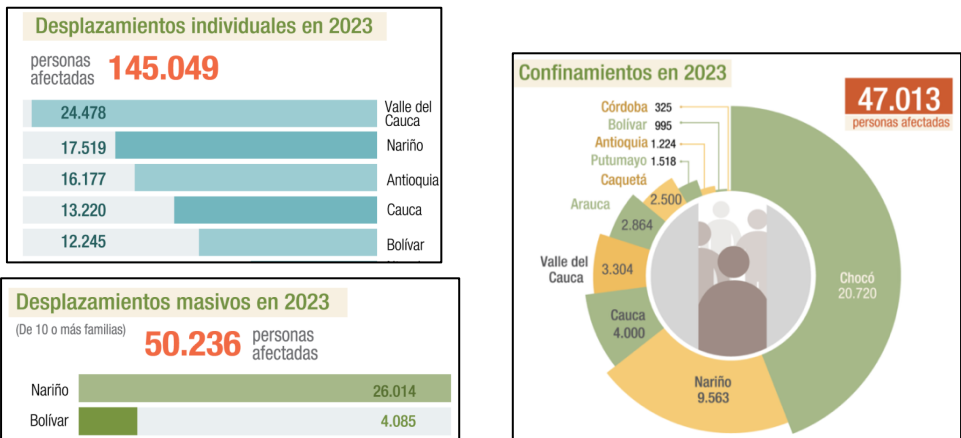 Desplazamientos individuales en 2023
personas
afectadas 145.049
24.478 Valle del
Cauca
17.519 Nariño
16.177 Antioquia
13.220 Cauca
12.245 Bolívar
Desplazamientos masivos en 2023
(De 10 o más familias)
50.236 personas
afectadas
Nariño 26.014
Bolívar 4.085
Confinamientos en 2023
47.013
personas afectadas
Córdoba 325
Bolívar 995
Antioquia 1.224
Putumayo 1.518
Caquetá
2.500
Arauca
2.864
Valle del
Cauca
3.304
Cauca
4.000
Nariño
9.563
Chocó
20.720